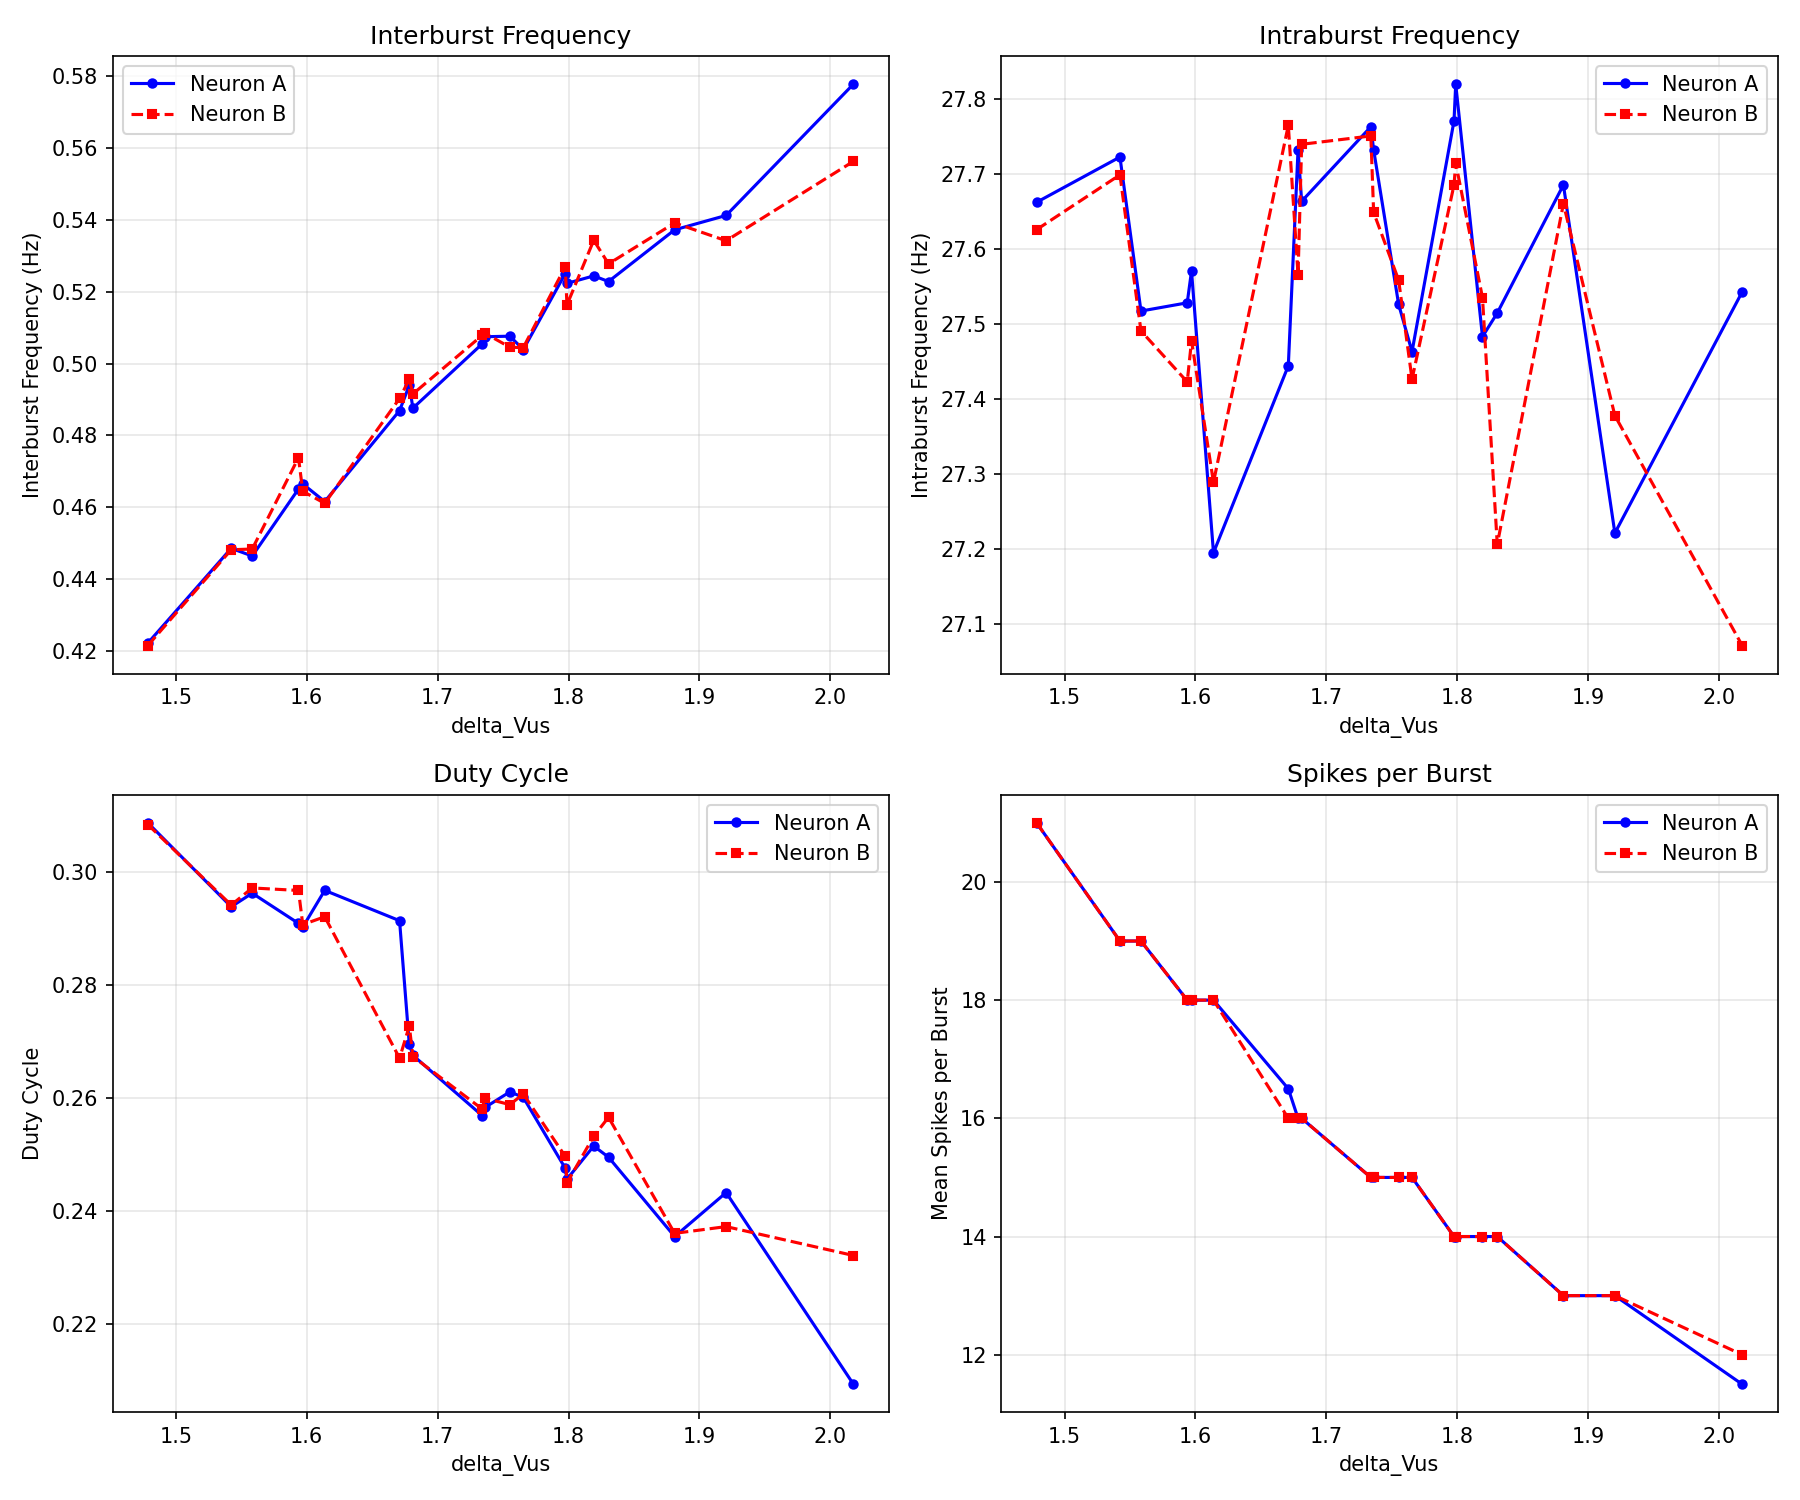 Interburst Frequency
Interburst Frequency (Hz)
0.58
0.56
0.54
0.52
0.50
0.48
0.46
0.44
0.42
Neuron A
Neuron B
1.5 1.6 1.7 1.8 1.9 2.0
delta_Vus
Intraburst Frequency
Intraburst Frequency (Hz)
27.8
27.7
27.6
27.5
27.4
27.3
27.2
27.1
Neuron A
Neuron B
1.5 1.6 1.7 1.8 1.9 2.0
delta_Vus
Duty Cycle
Duty Cycle
0.30
0.28
0.26
0.24
0.22
Neuron A
Neuron B
1.5 1.6 1.7 1.8 1.9 2.0
delta_Vus
Spikes per Burst
Mean Spikes per Burst
20
18
16
14
12
Neuron A
Neuron B
1.5 1.6 1.7 1.8 1.9 2.0
delta_Vus